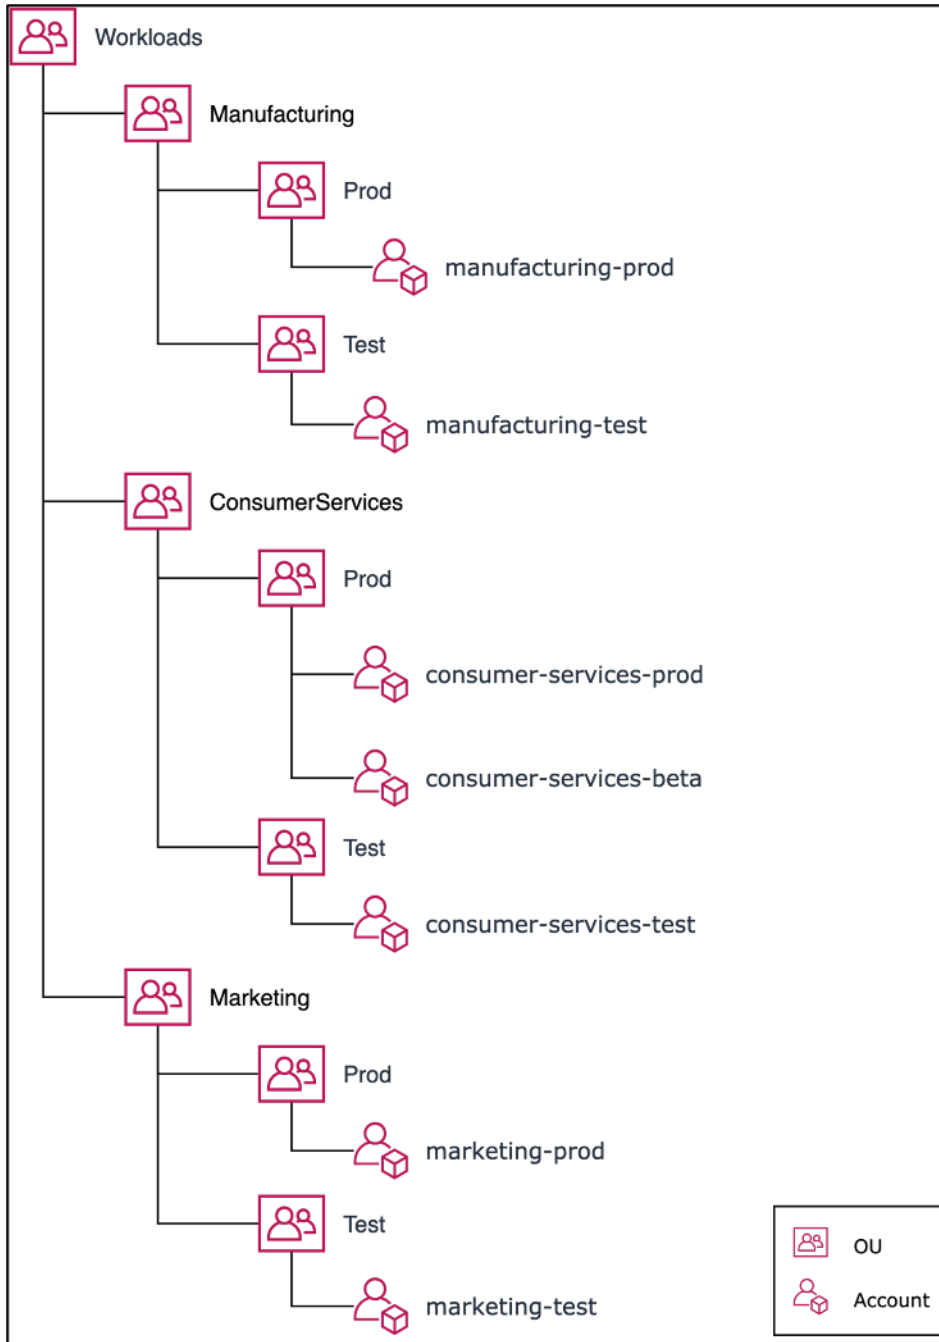 Workloads
Manufacturing
Prod
manufacturing-prod
Test
manufacturing-test
ConsumerServices
Prod
consumer-services-prod
consumer-services-beta
Test
consumer-services-test
Marketing
Prod
marketing-prod
Test
marketing-test
OU
Account